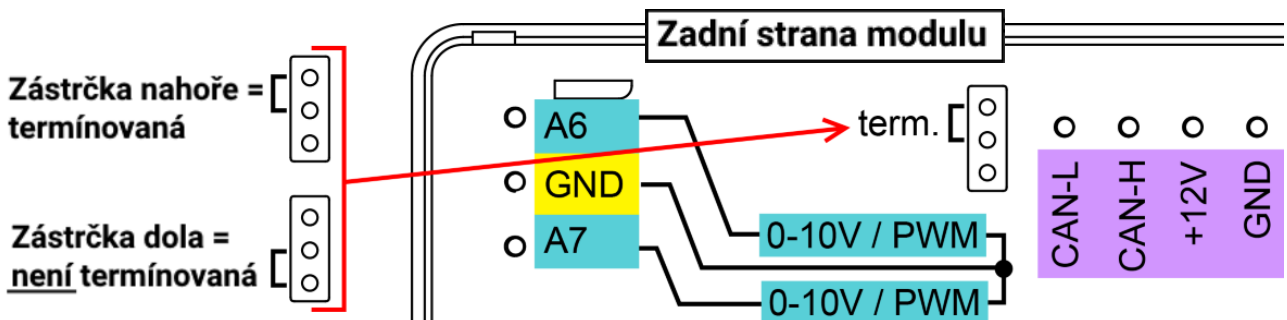 Zadní strana modulu
Zástrčka nahoře =
termínovaná
Zástrčka dola =
není termínovaná
A6
GND
A7
term.
0-10V / PWM
0-10V / PWM
CAN-L
CAN-H
+12V
GND